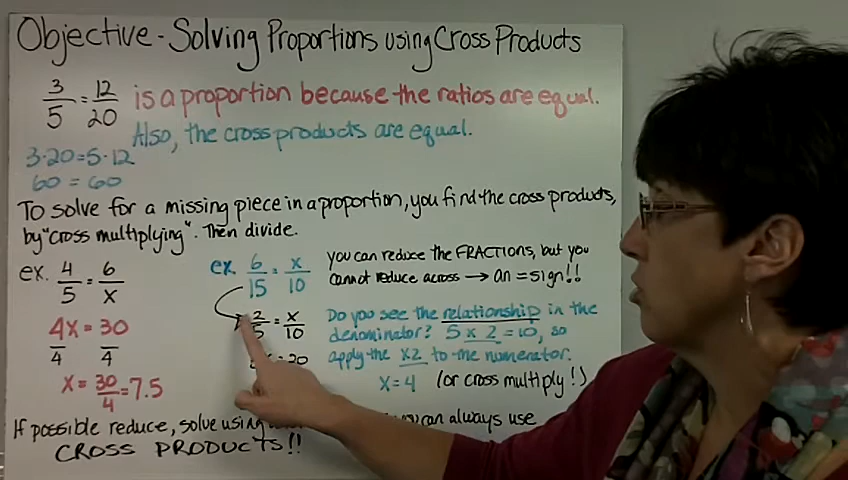 Objective - Solving Proportions using Cross Products
3/5 = 12/20 is a proportion because the ratios are equal.
Also, the cross products are equal.
3·20 = 5·12
60 = 60
To solve for a missing piece in a proportion, you find the cross products,
by "cross multiplying". Then divide.
ex. 4/5 = 6/x
4x = 30
4 4
x = 30/4 = 7.5
ex. 6/15 = x/10
2/5 = x/10
= 20
you can reduce the FRACTIONS, but you
cannot reduce across → an = sign!!
Do you see the relationship in the
denominator? 5 x 2 = 10, so
apply the x2 to the numerator.
x = 4 (or cross multiply!)
If possible reduce, solve using can always use
CROSS PRODUCTS!!